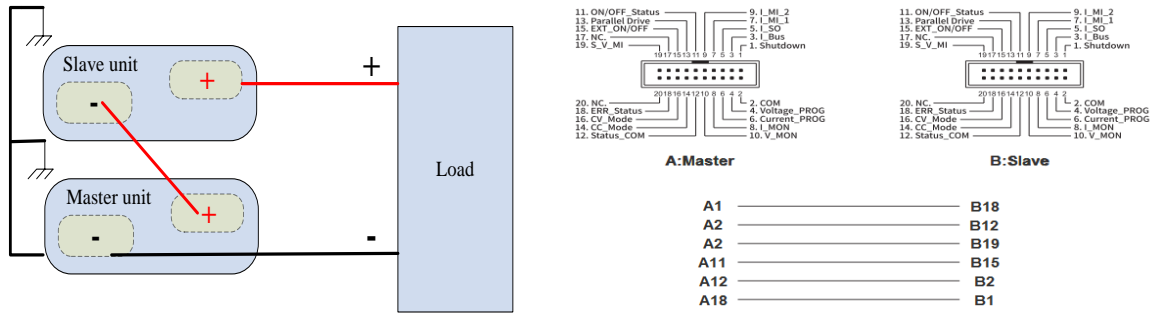 Slave unit
+
-
Master unit
+
-
+
-
Load
11. ON/OFF_Status
13. Parallel Drive
15. EXT_ON/OFF
17. NC.
19. S_V_MI
9. I_MI_2
7. I_MI_1
5. I_SO
3. I_Bus
1. Shutdown
19 17 15 13 11 9 7 5 3 1
20 18 16 14 12 10 8 6 4 2
20. NC.
18. ERR_Status
16. CV_Mode
14. CC_Mode
12. Status_COM
2. COM
4. Voltage_PROG
6. Current_PROG
8. I_MON
10. V_MON
A:Master
11. ON/OFF_Status
13. Parallel Drive
15. EXT_ON/OFF
17. NC.
19. S_V_MI
9. I_MI_2
7. I_MI_1
5. I_SO
3. I_Bus
1. Shutdown
19 17 15 13 11 9 7 5 3 1
20 18 16 14 12 10 8 6 4 2
20. NC.
18. ERR_Status
16. CV_Mode
14. CC_Mode
12. Status_COM
2. COM
4. Voltage_PROG
6. Current_PROG
8. I_MON
10. V_MON
B:Slave
A1 B18
A2 B12
A2 B19
A11 B15
A12 B2
A18 B1